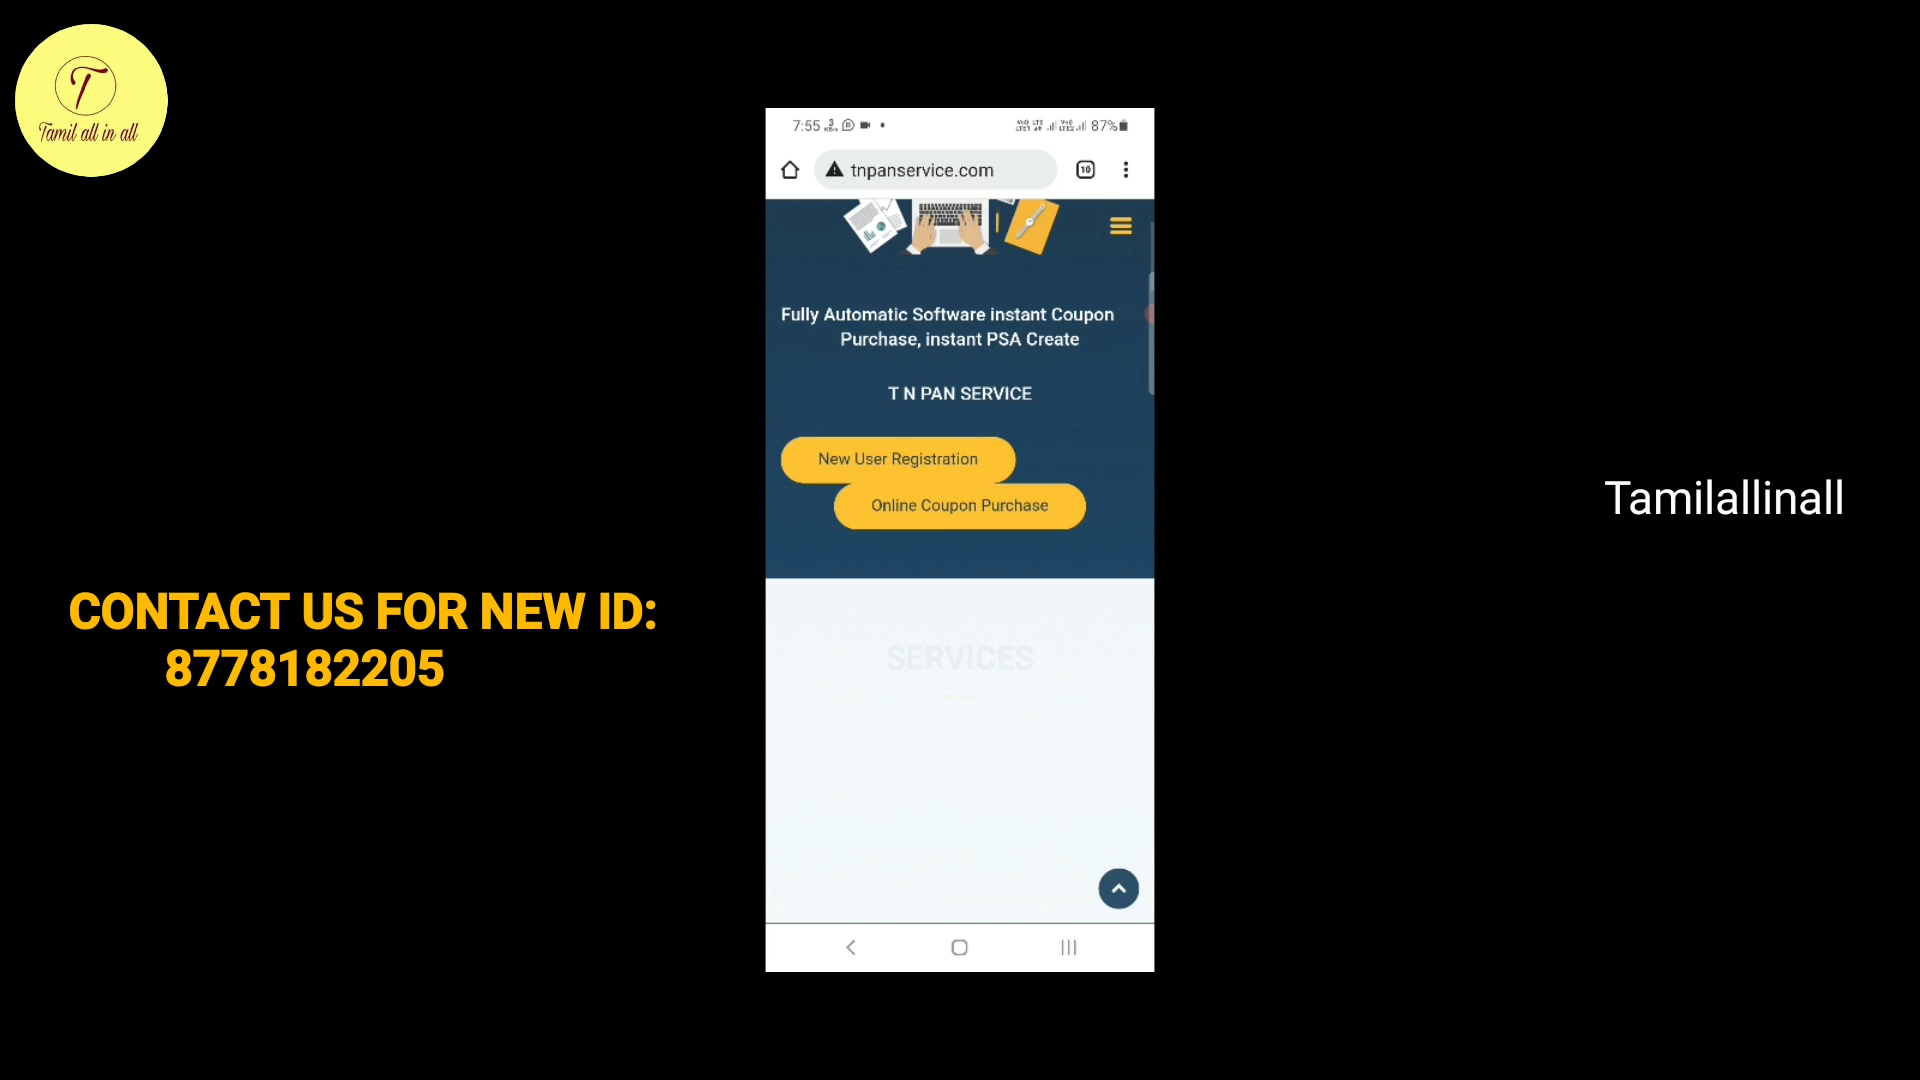 T
Tamil all in all
7:55
87%
10
tnpanservice.com
Fully Automatic Software instant Coupon
Purchase, instant PSA Create
T N PAN SERVICE
New User Registration
Online Coupon Purchase
SERVICES
Tamilallinall
CONTACT US FOR NEW ID:
8778182205